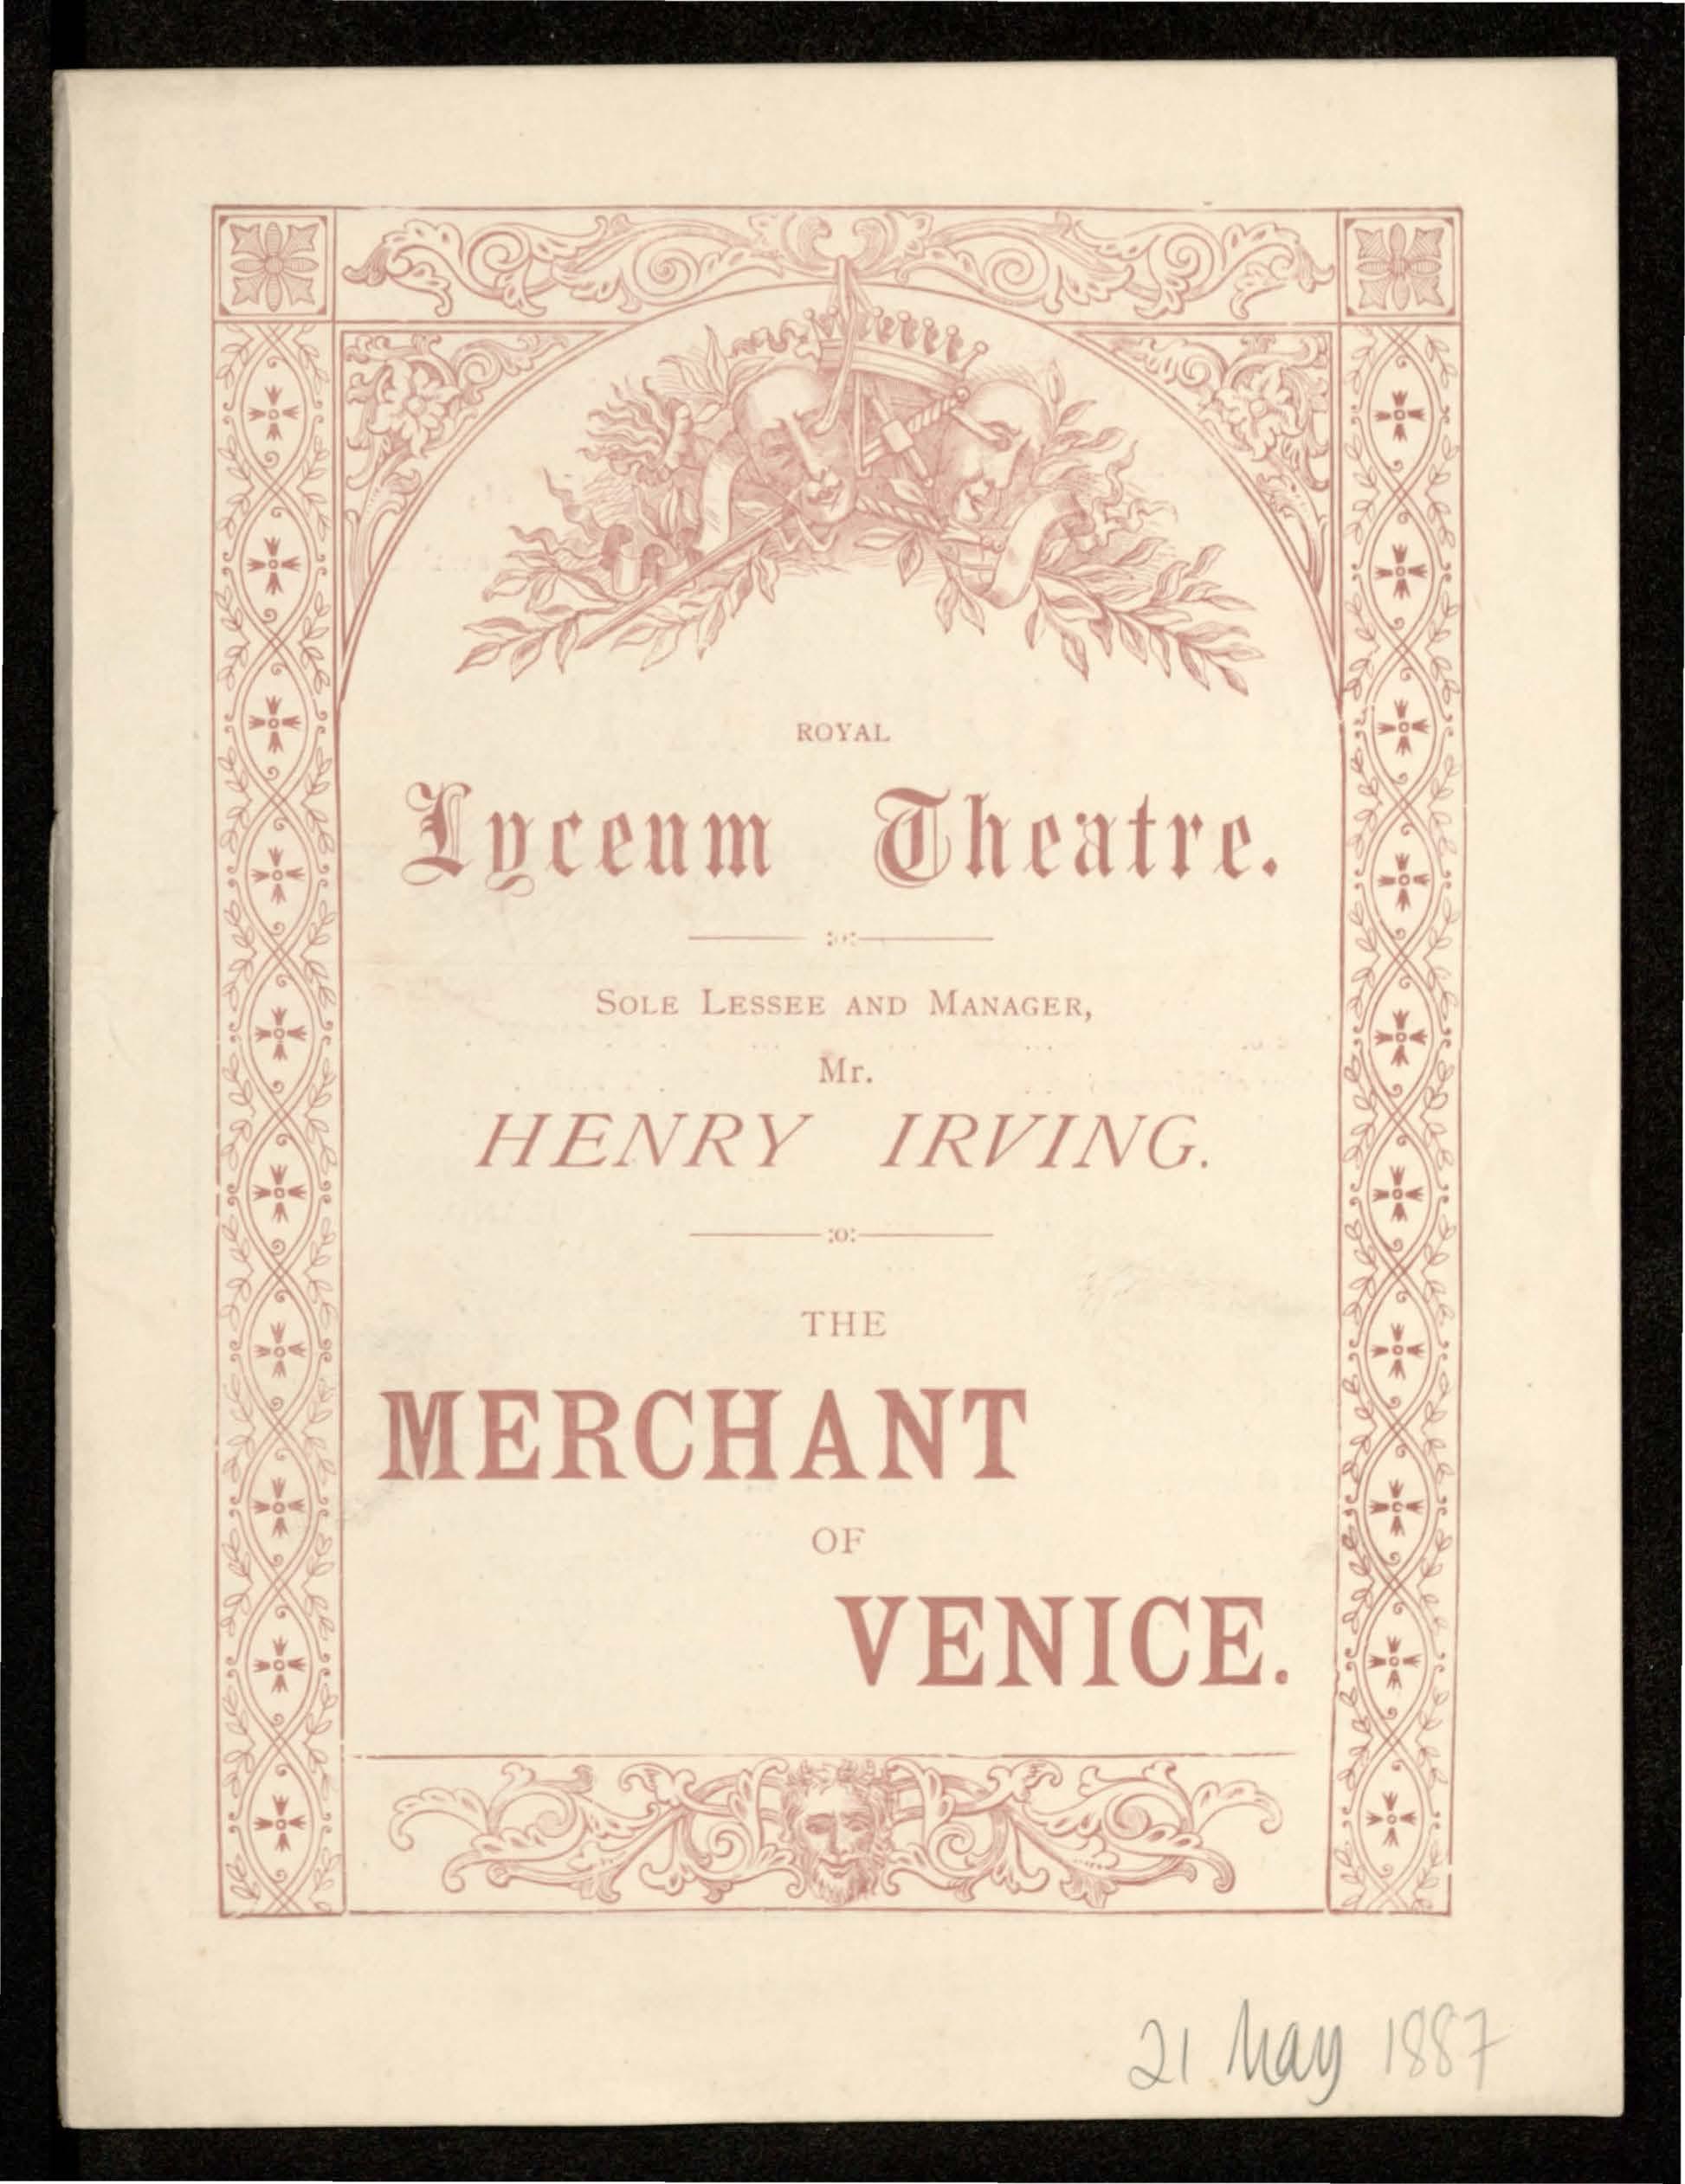 ROYAL
Lyceum Theatre.
:o:
SOLE LESSEE AND MANAGER,
Mr.
HENRY IRVING.
:o:
THE
MERCHANT
OF
VENICE.
21 May 1887